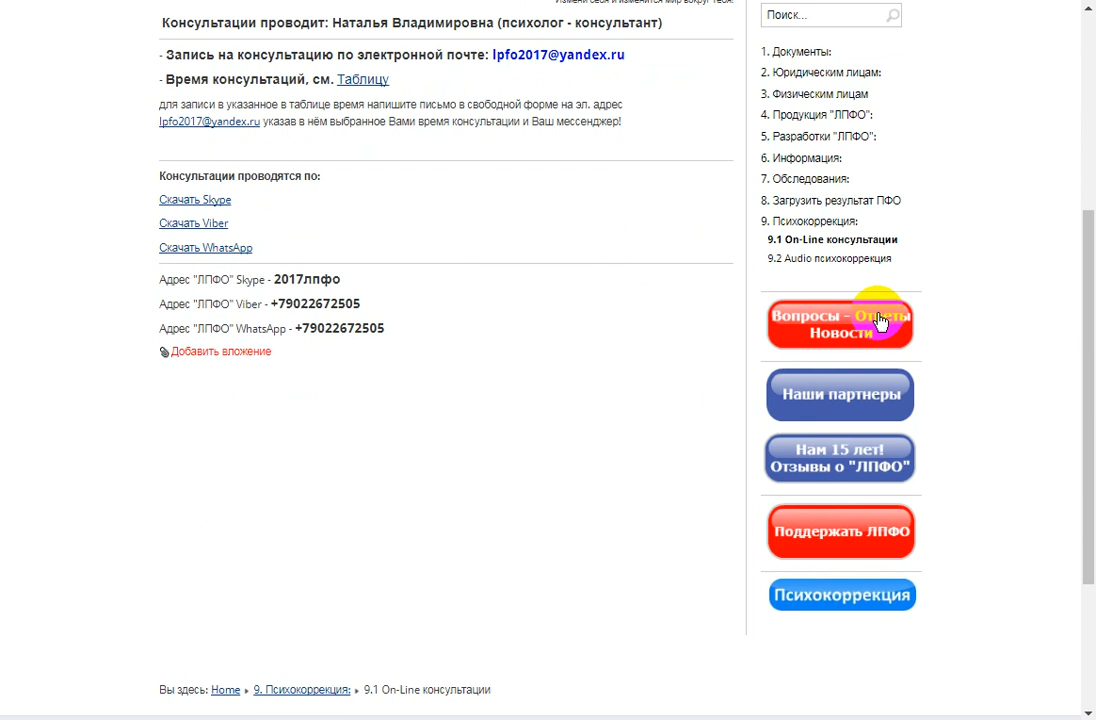 Измени себя и изменится мир вокруг тебя.
Консультации проводит: Наталья Владимировна (психолог - консультант)
- Запись на консультацию по электронной почте: lpfo2017@yandex.ru
- Время консультаций, см. Таблицу
для записи в указанное в таблице время напишите письмо в свободной форме на эл. адрес
lpfo2017@yandex.ru указав в нём выбранное Вами время консультации и Ваш мессенджер!
Консультации проводятся по:
Скачать Skype
Скачать Viber
Скачать WhatsApp
Адрес "ЛПФО" Skype - 2017лпфо
Адрес "ЛПФО" Viber - +79022672505
Адрес "ЛПФО" WhatsApp - +79022672505
Добавить вложение
Поиск...
1. Документы:
2. Юридическим лицам:
3. Физическим лицам
4. Продукция "ЛПФО":
5. Разработки "ЛПФО":
6. Информация:
7. Обследования:
8. Загрузить результат ПФО
9. Психокоррекция:
9.1 On-Line консультации
9.2 Audio психокоррекция
Вопросы - Ответы
Новости
Наши партнеры
Нам 15 лет!
Отзывы о "ЛПФО"
Поддержать ЛПФО
Психокоррекция
Вы здесь: Home ▸ 9. Психокоррекция: ▸ 9.1 On-Line консультации